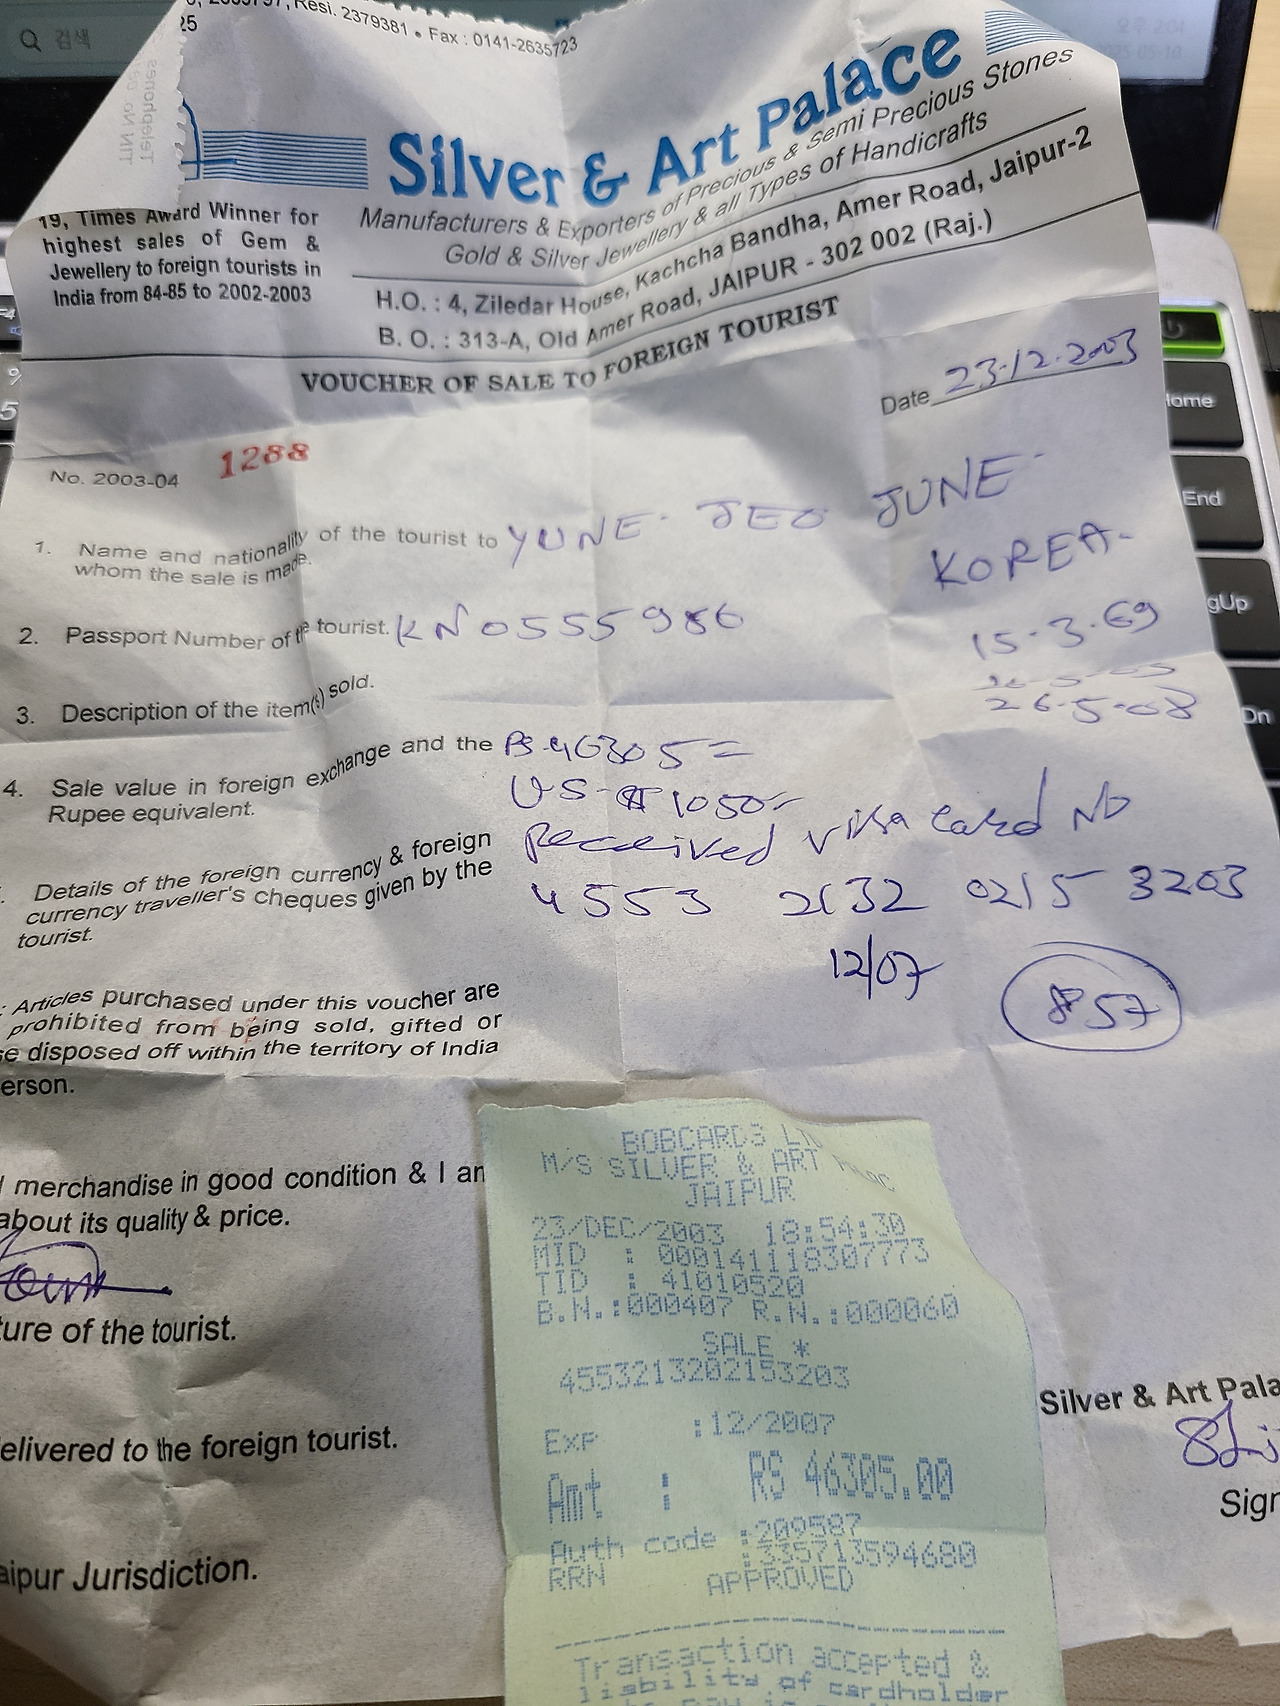 Resi. 2379381 • Fax : 0141-2635723
25
검색
Telephones
TIN No.
Silver & Art Palace
Manufacturers & Exporters of Precious & Semi Precious Stones
Gold & Silver Jewellery & all Types of Handicrafts
19, Times Award Winner for
highest sales of Gem &
Jewellery to foreign tourists in
India from 84-85 to 2002-2003
H.O. : 4, Ziledar House, Kachcha Bandha, Amer Road, Jaipur-2
B. O. : 313-A, Old Amer Road, JAIPUR - 302 002 (Raj.)
VOUCHER OF SALE TO FOREIGN TOURIST
Date 23.12.2003
No. 2003-04 1288
1. Name and nationality of the tourist to YUNE JEO JUNE
whom the sale is made. KOREA
2. Passport Number of the tourist. KN0555986
15.3.69
26.5.08
3. Description of the item(s) sold.
4. Sale value in foreign exchange and the Rs 46305=
Rupee equivalent. US $ 1050
Received visa card No
Details of the foreign currency & foreign
currency traveller's cheques given by the
tourist.
4553 2132 0215 3203
12/07
857
: Articles purchased under this voucher are
prohibited from being sold, gifted or
se disposed off within the territory of India
erson.
merchandise in good condition & I am
about its quality & price.
ture of the tourist.
elivered to the foreign tourist.
aipur Jurisdiction.
Silver & Art Pala
Sign
BOBCARDS LTD
M/S SILVER & ART PALAC
JAIPUR
23/DEC/2003 18:54:30
MID : 000141118307773
TID : 41010520
B.N.:000407 R.N.:000060
SALE *
4553213202153203
Exp :12/2007
Amt : RS 46305.00
Auth code :209587
RRN :335713594680
APPROVED
Transaction accepted &
liability of cardholder
Home
End
gUp
Dn